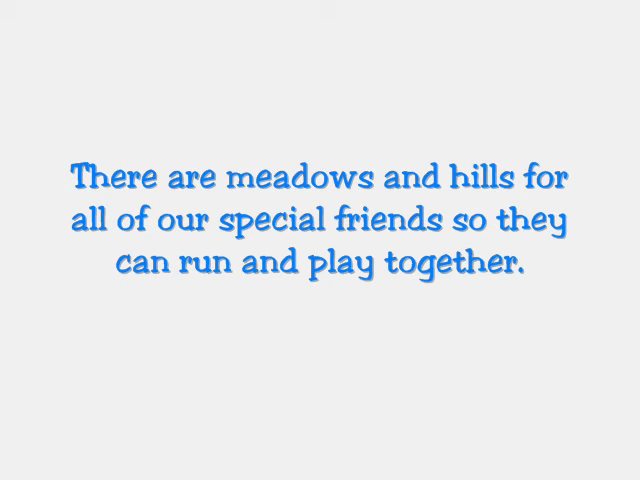 There are meadows and hills for
all of our special friends so they
can run and play together.